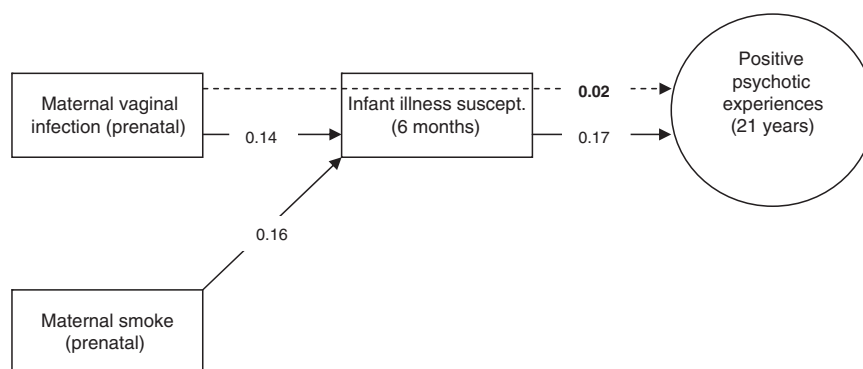 Maternal vaginal
infection (prenatal)
0.14
Infant illness suscept.
(6 months)
0.02
0.17
Positive
psychotic
experiences
(21 years)
0.16
Maternal smoke
(prenatal)